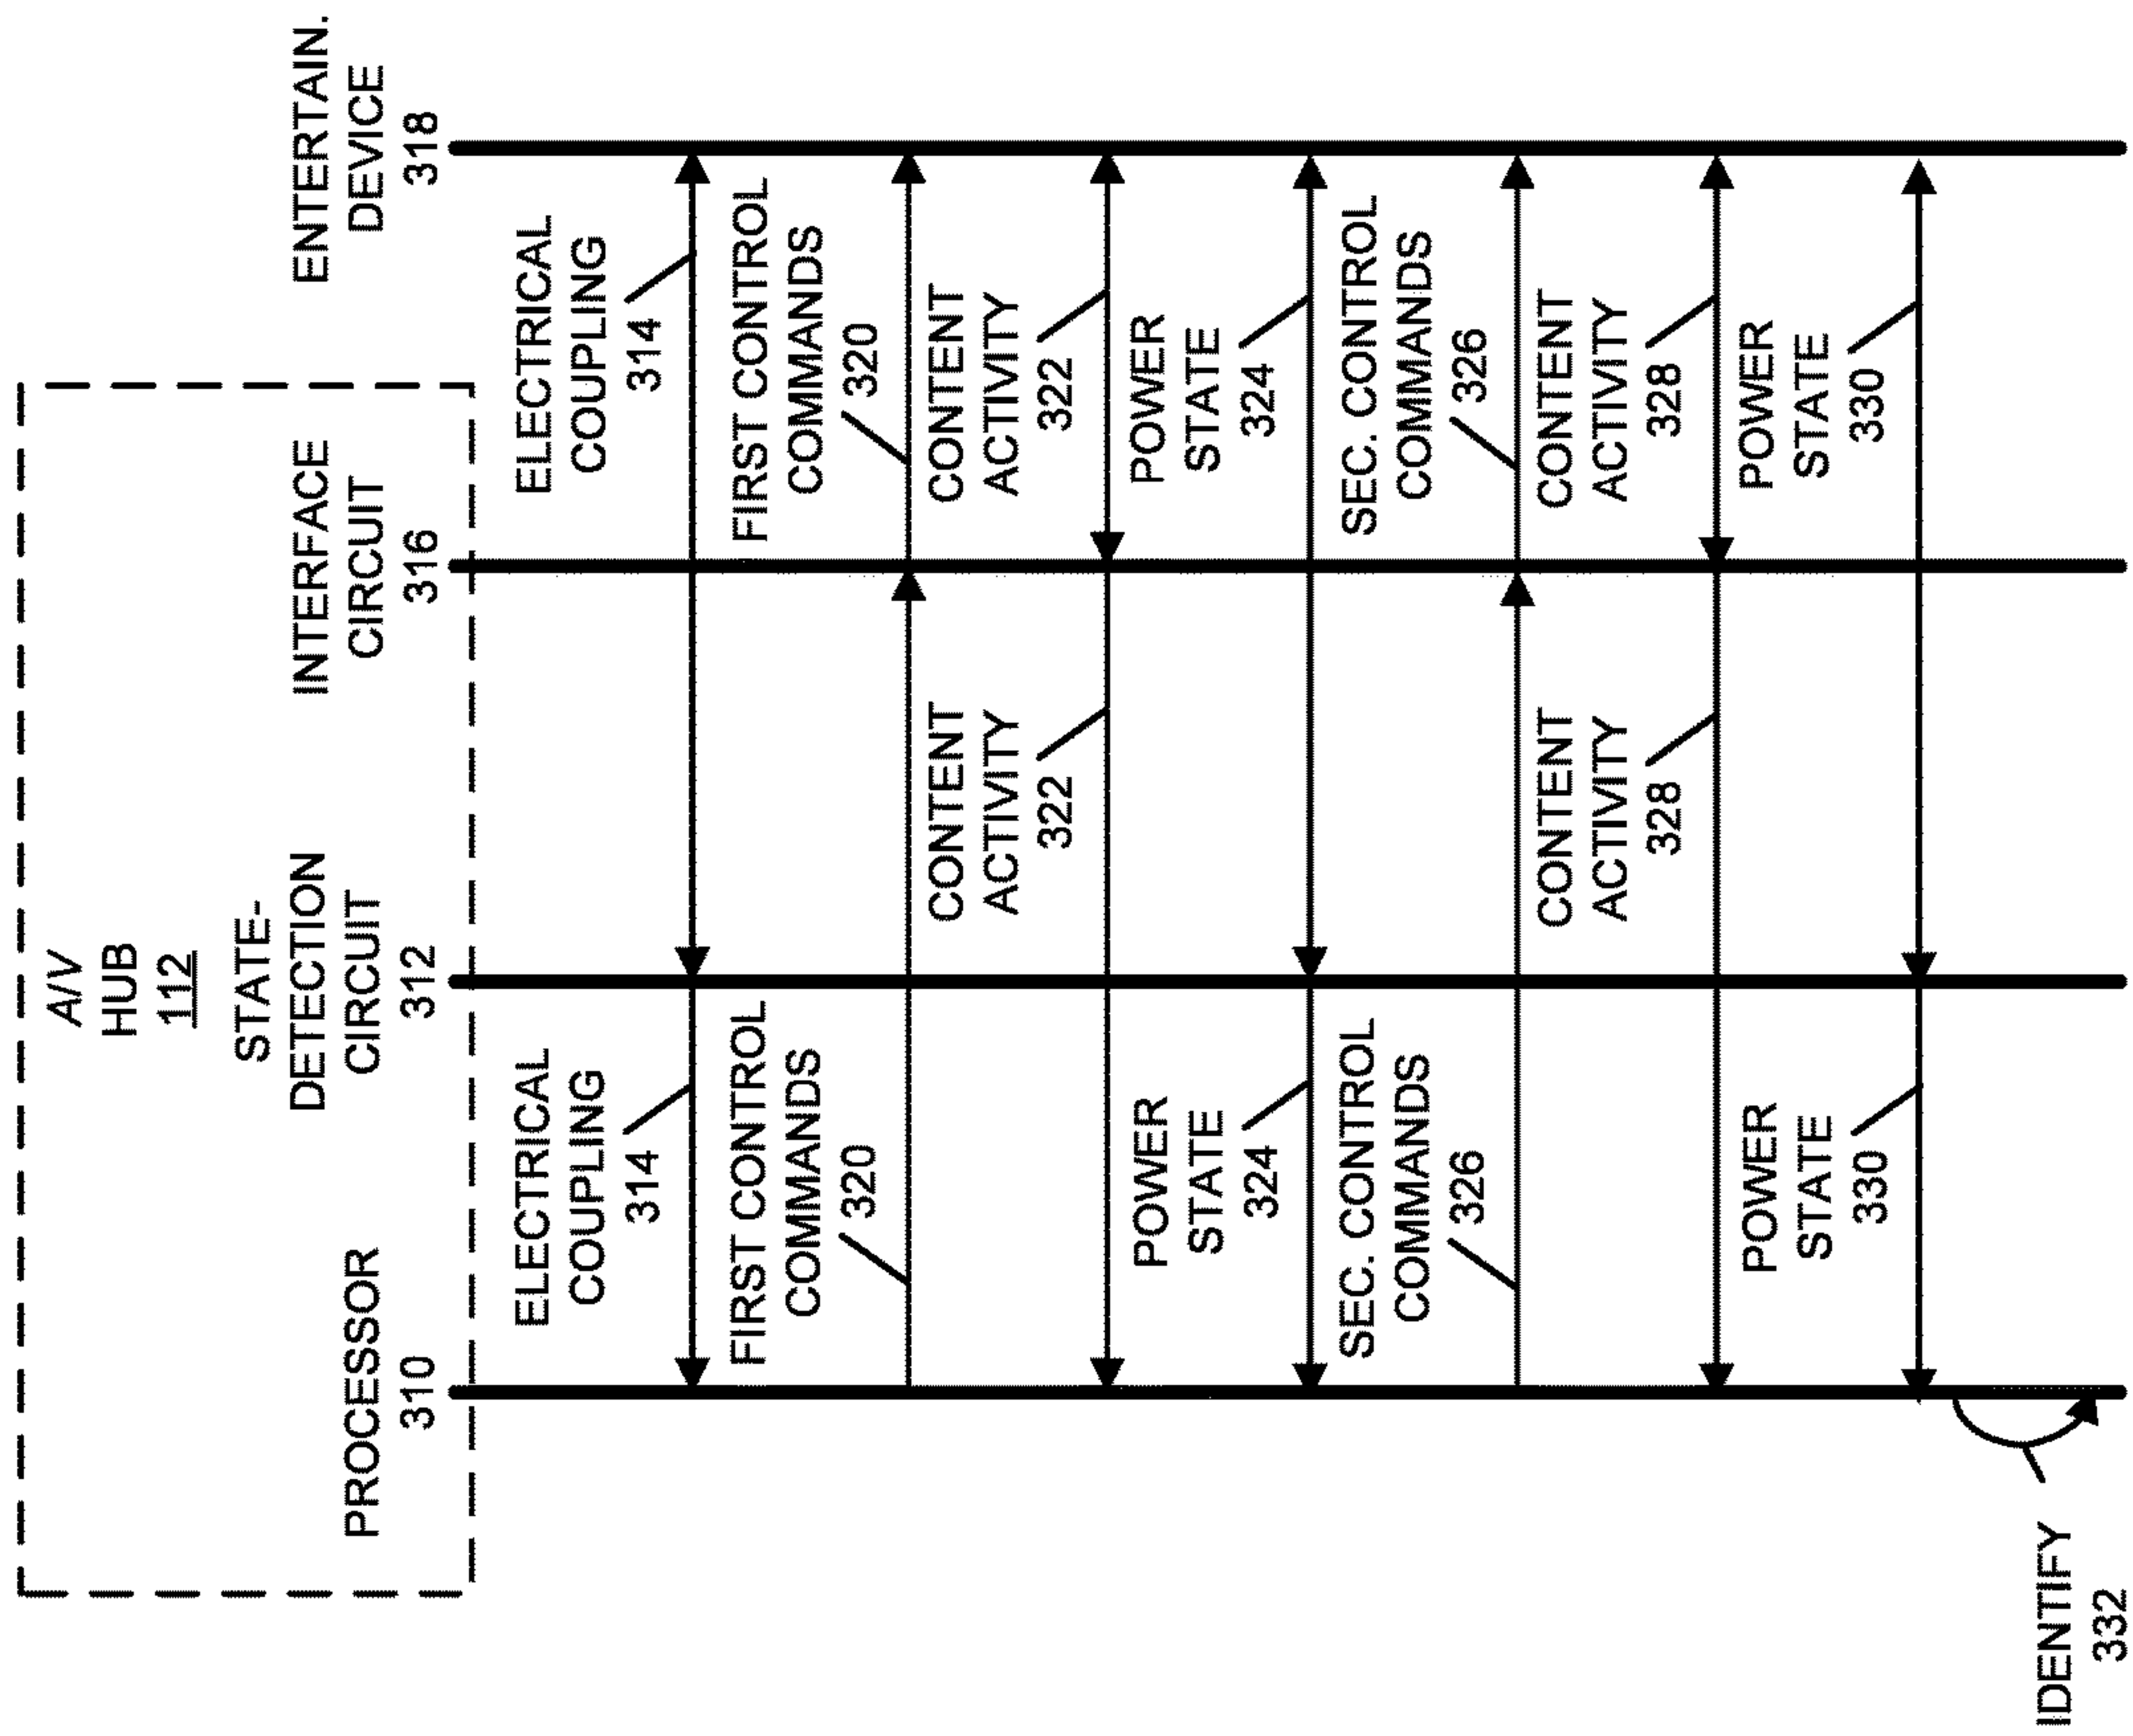 A/V
HUB
112
PROCESSOR
310
STATE-
DETECTION
CIRCUIT
312
INTERFACE
CIRCUIT
316
ENTERTAIN.
DEVICE
318
ELECTRICAL
COUPLING
314
ELECTRICAL
COUPLING
314
FIRST CONTROL
COMMANDS
320
FIRST CONTROL
COMMANDS
320
CONTENT
ACTIVITY
322
CONTENT
ACTIVITY
322
POWER
STATE
324
POWER
STATE
324
SEC. CONTROL
COMMANDS
326
SEC. CONTROL
COMMANDS
326
CONTENT
ACTIVITY
328
CONTENT
ACTIVITY
328
POWER
STATE
330
POWER
STATE
330
IDENTIFY
332